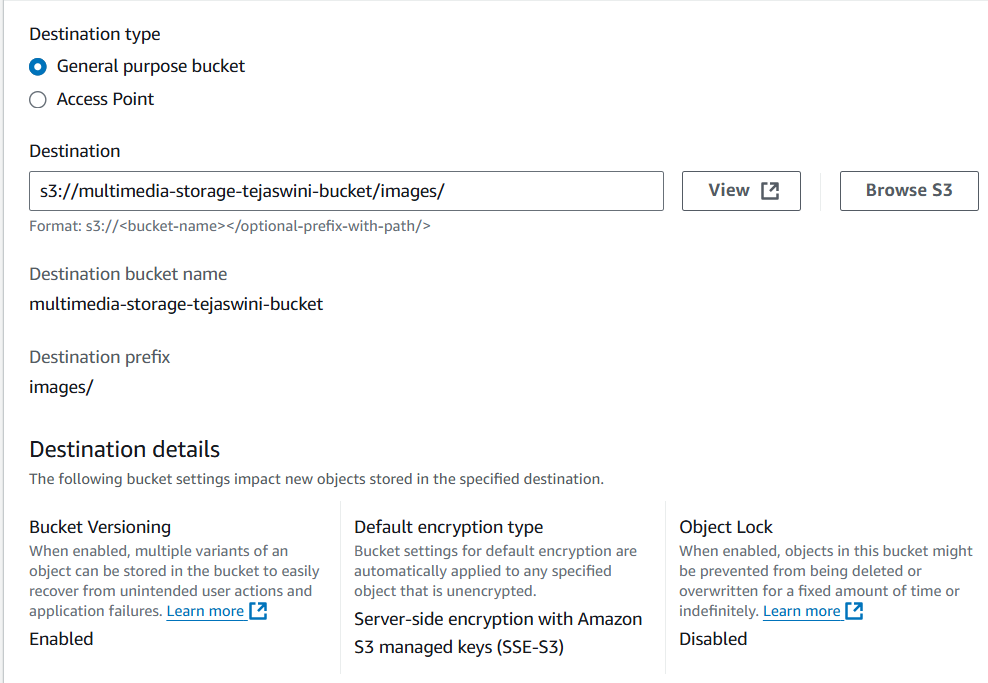 Destination type
General purpose bucket
Access Point
Destination
s3://multimedia-storage-tejaswini-bucket/images/
View
Browse S3
Format: s3://<bucket-name></optional-prefix-with-path/>
Destination bucket name
multimedia-storage-tejaswini-bucket
Destination prefix
images/
Destination details
The following bucket settings impact new objects stored in the specified destination.
Bucket Versioning
When enabled, multiple variants of an
object can be stored in the bucket to easily
recover from unintended user actions and
application failures. Learn more
Enabled
Default encryption type
Bucket settings for default encryption are
automatically applied to any specified
object that is unencrypted.
Server-side encryption with Amazon
S3 managed keys (SSE-S3)
Object Lock
When enabled, objects in this bucket might
be prevented from being deleted or
overwritten for a fixed amount of time or
indefinitely. Learn more
Disabled